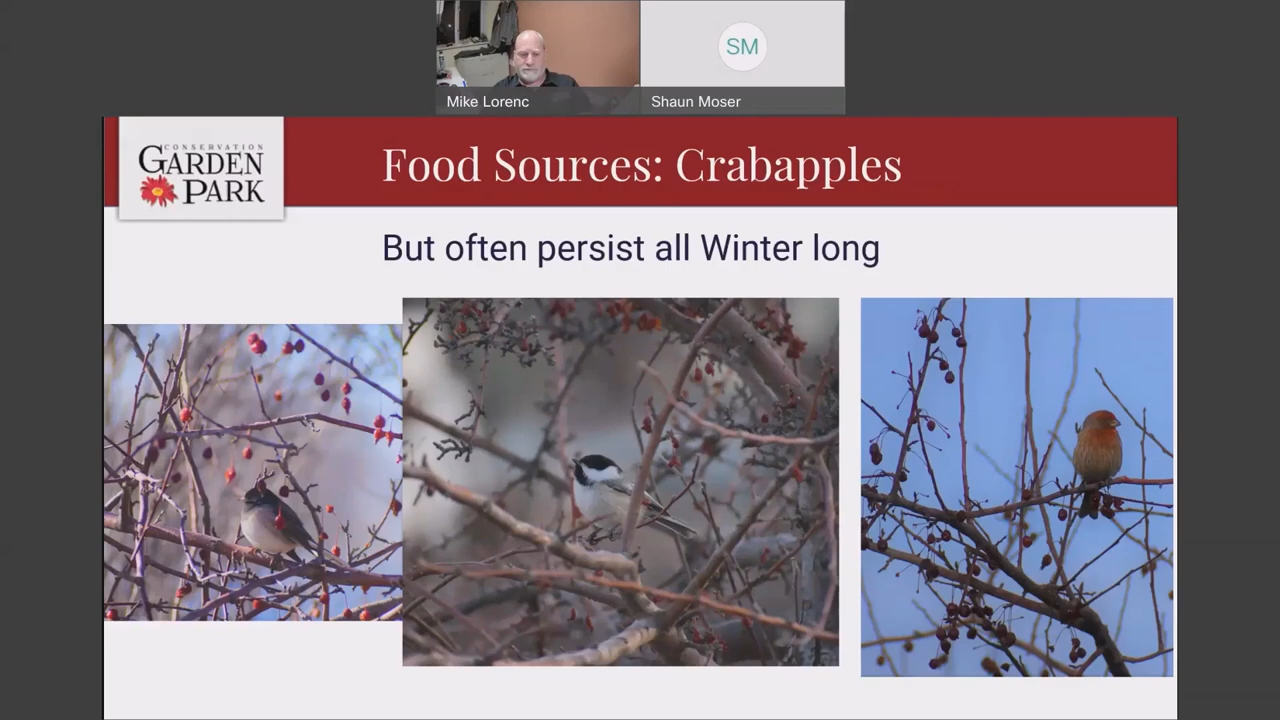 SM
Mike Lorenc
Shaun Moser
CONSERVATION
GARDEN
PARK
Food Sources: Crabapples
But often persist all Winter long